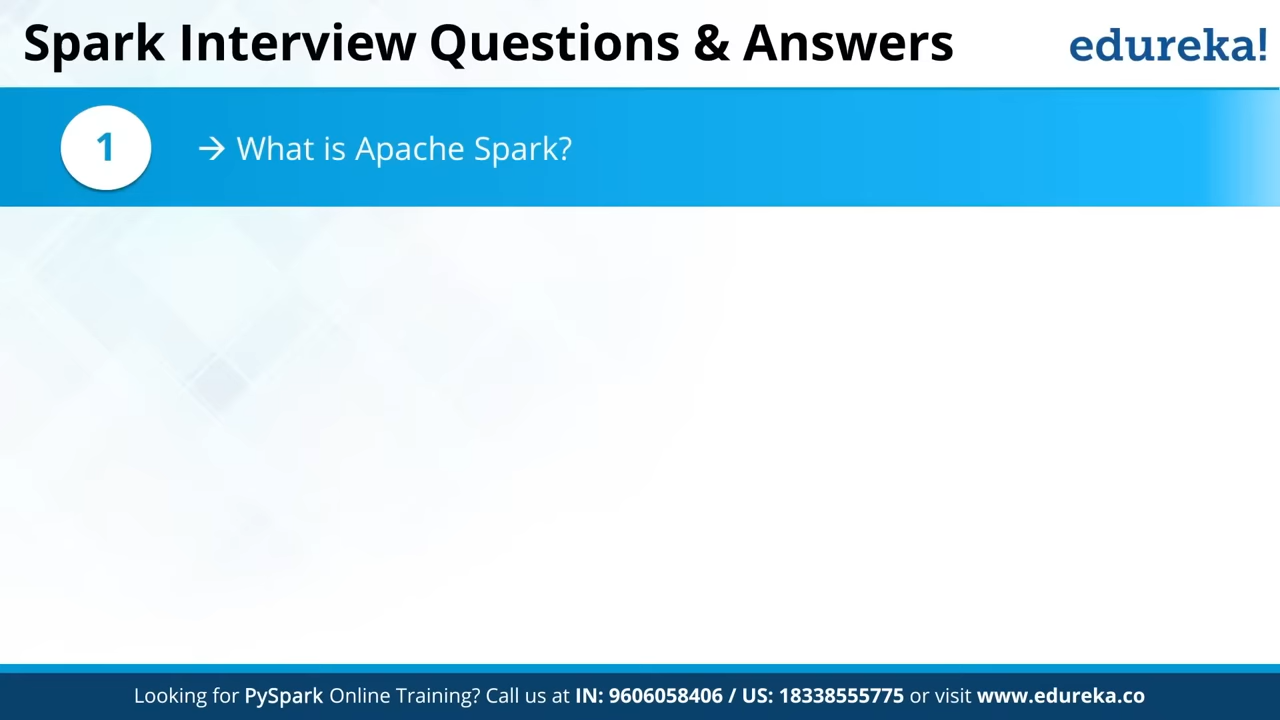 Spark Interview Questions & Answers
edureka!
1
→ What is Apache Spark?
Looking for PySpark Online Training? Call us at IN: 9606058406 / US: 18338555775 or visit www.edureka.co